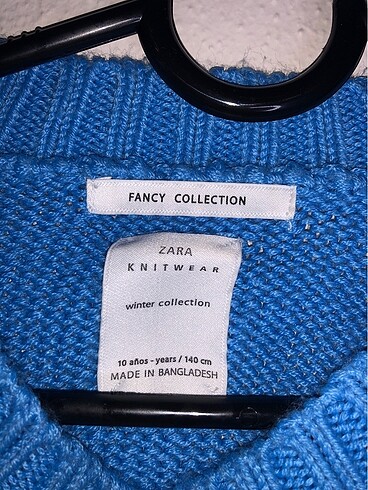 FANCY COLLECTION
ZARA
KNITWEAR
winter collection
10 años - years / 140 cm
MADE IN BANGLADESH